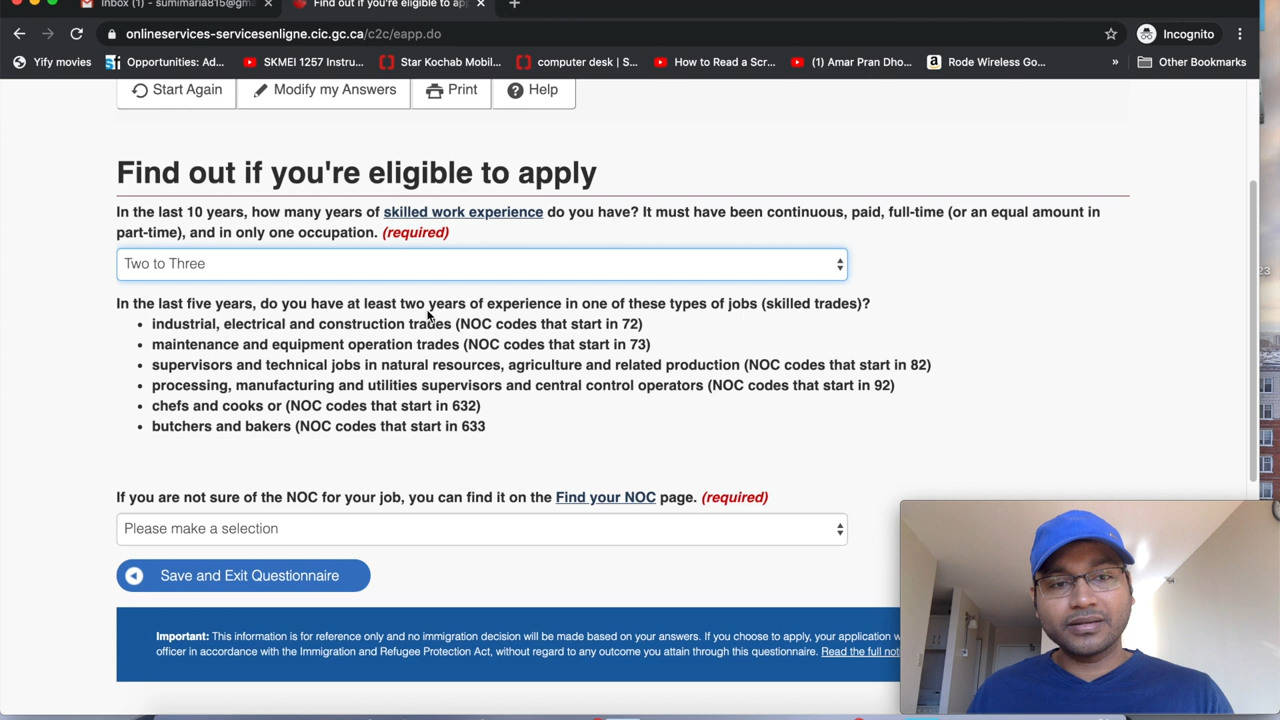 Inbox (1) - sumimaria815@gma
Find out if you're eligible to ap
onlineservices-servicesenligne.cic.gc.ca/c2c/eapp.do
Incognito
Yify movies
Opportunities: Ad...
SKMEI 1257 Instru...
Star Kochab Mobil...
computer desk | S...
How to Read a Scr...
(1) Amar Pran Dho...
Rode Wireless Go...
»
Other Bookmarks
Start Again
Modify my Answers
Print
Help
Find out if you're eligible to apply
In the last 10 years, how many years of skilled work experience do you have? It must have been continuous, paid, full-time (or an equal amount in
part-time), and in only one occupation. (required)
Two to Three
In the last five years, do you have at least two years of experience in one of these types of jobs (skilled trades)?
• industrial, electrical and construction trades (NOC codes that start in 72)
• maintenance and equipment operation trades (NOC codes that start in 73)
• supervisors and technical jobs in natural resources, agriculture and related production (NOC codes that start in 82)
• processing, manufacturing and utilities supervisors and central control operators (NOC codes that start in 92)
• chefs and cooks or (NOC codes that start in 632)
• butchers and bakers (NOC codes that start in 633
If you are not sure of the NOC for your job, you can find it on the Find your NOC page. (required)
Please make a selection
Save and Exit Questionnaire
Important: This information is for reference only and no immigration decision will be made based on your answers. If you choose to apply, your application w
officer in accordance with the Immigration and Refugee Protection Act, without regard to any outcome you attain through this questionnaire. Read the full not
23